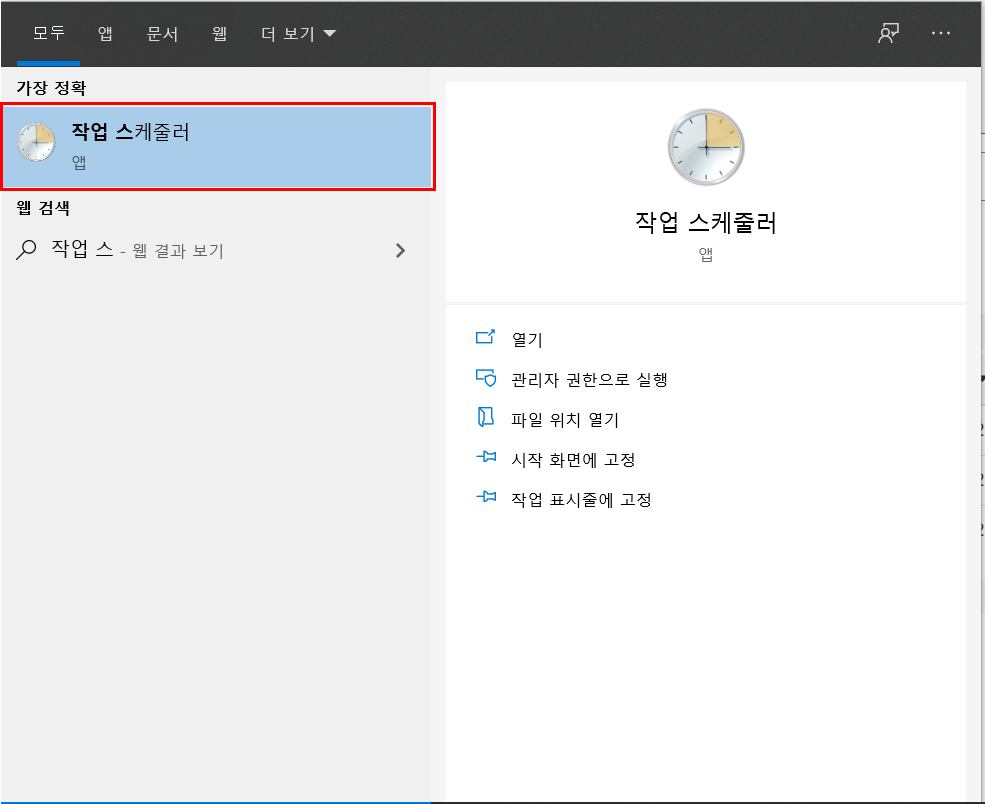 모두 앱 문서 웹 더 보기
가장 정확
작업 스케줄러
앱
웹 검색
작업 스 - 웹 결과 보기
작업 스케줄러
앱
열기
관리자 권한으로 실행
파일 위치 열기
시작 화면에 고정
작업 표시줄에 고정